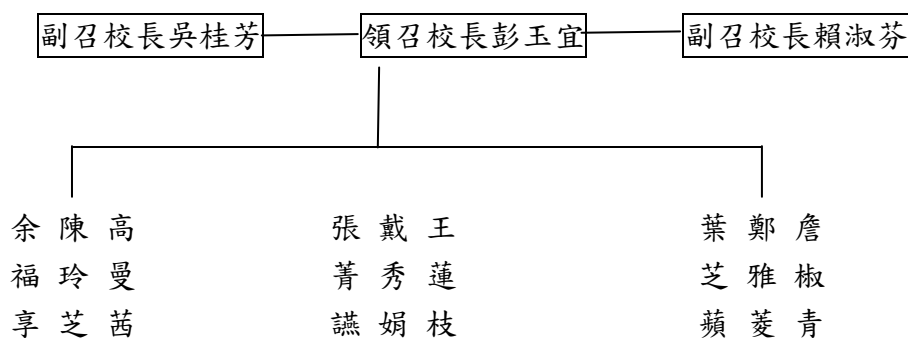 副召校長吳桂芳 領召校長彭玉宜 副召校長賴淑芬
高曼茜
陳玲芝
余福享
王蓮枝
戴秀娟
張菁讌
詹椒青
鄭雅菱
葉芝蘋